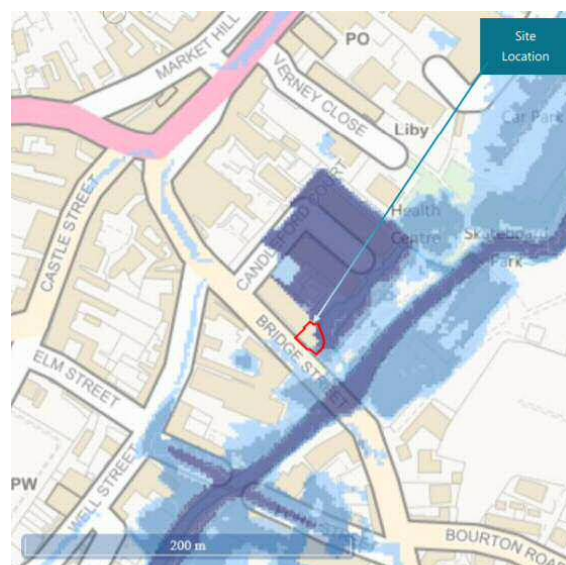 Site
Location
PO
MARKET HILL
VERNEY CLOSE
Liby
Car Park
CASTLE STREET
CANDLEFORD COURT
Health
Centre
Skateboard
Park
BRIDGE STREET
ELM STREET
PW
WELL STREET
BOURTON ROAD
200 m